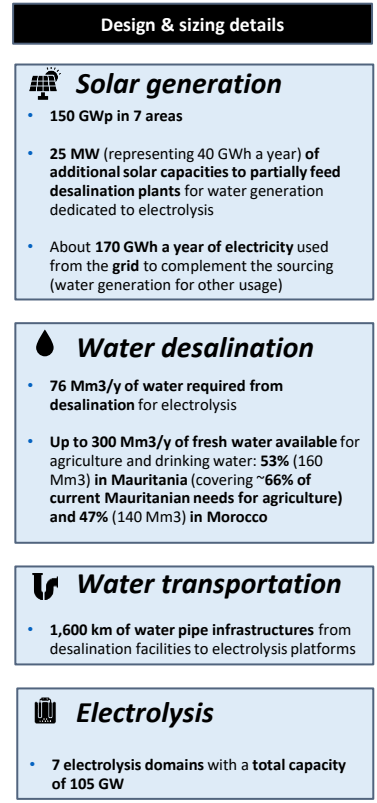 Design & sizing details
Solar generation
• 150 GWp in 7 areas
• 25 MW (representing 40 GWh a year) of
additional solar capacities to partially feed
desalination plants for water generation
dedicated to electrolysis
• About 170 GWh a year of electricity used
from the grid to complement the sourcing
(water generation for other usage)
Water desalination
• 76 Mm3/y of water required from
desalination for electrolysis
• Up to 300 Mm3/y of fresh water available for
agriculture and drinking water: 53% (160
Mm3) in Mauritania (covering ~66% of
current Mauritanian needs for agriculture)
and 47% (140 Mm3) in Morocco
Water transportation
• 1,600 km of water pipe infrastructures from
desalination facilities to electrolysis platforms
Electrolysis
• 7 electrolysis domains with a total capacity
of 105 GW